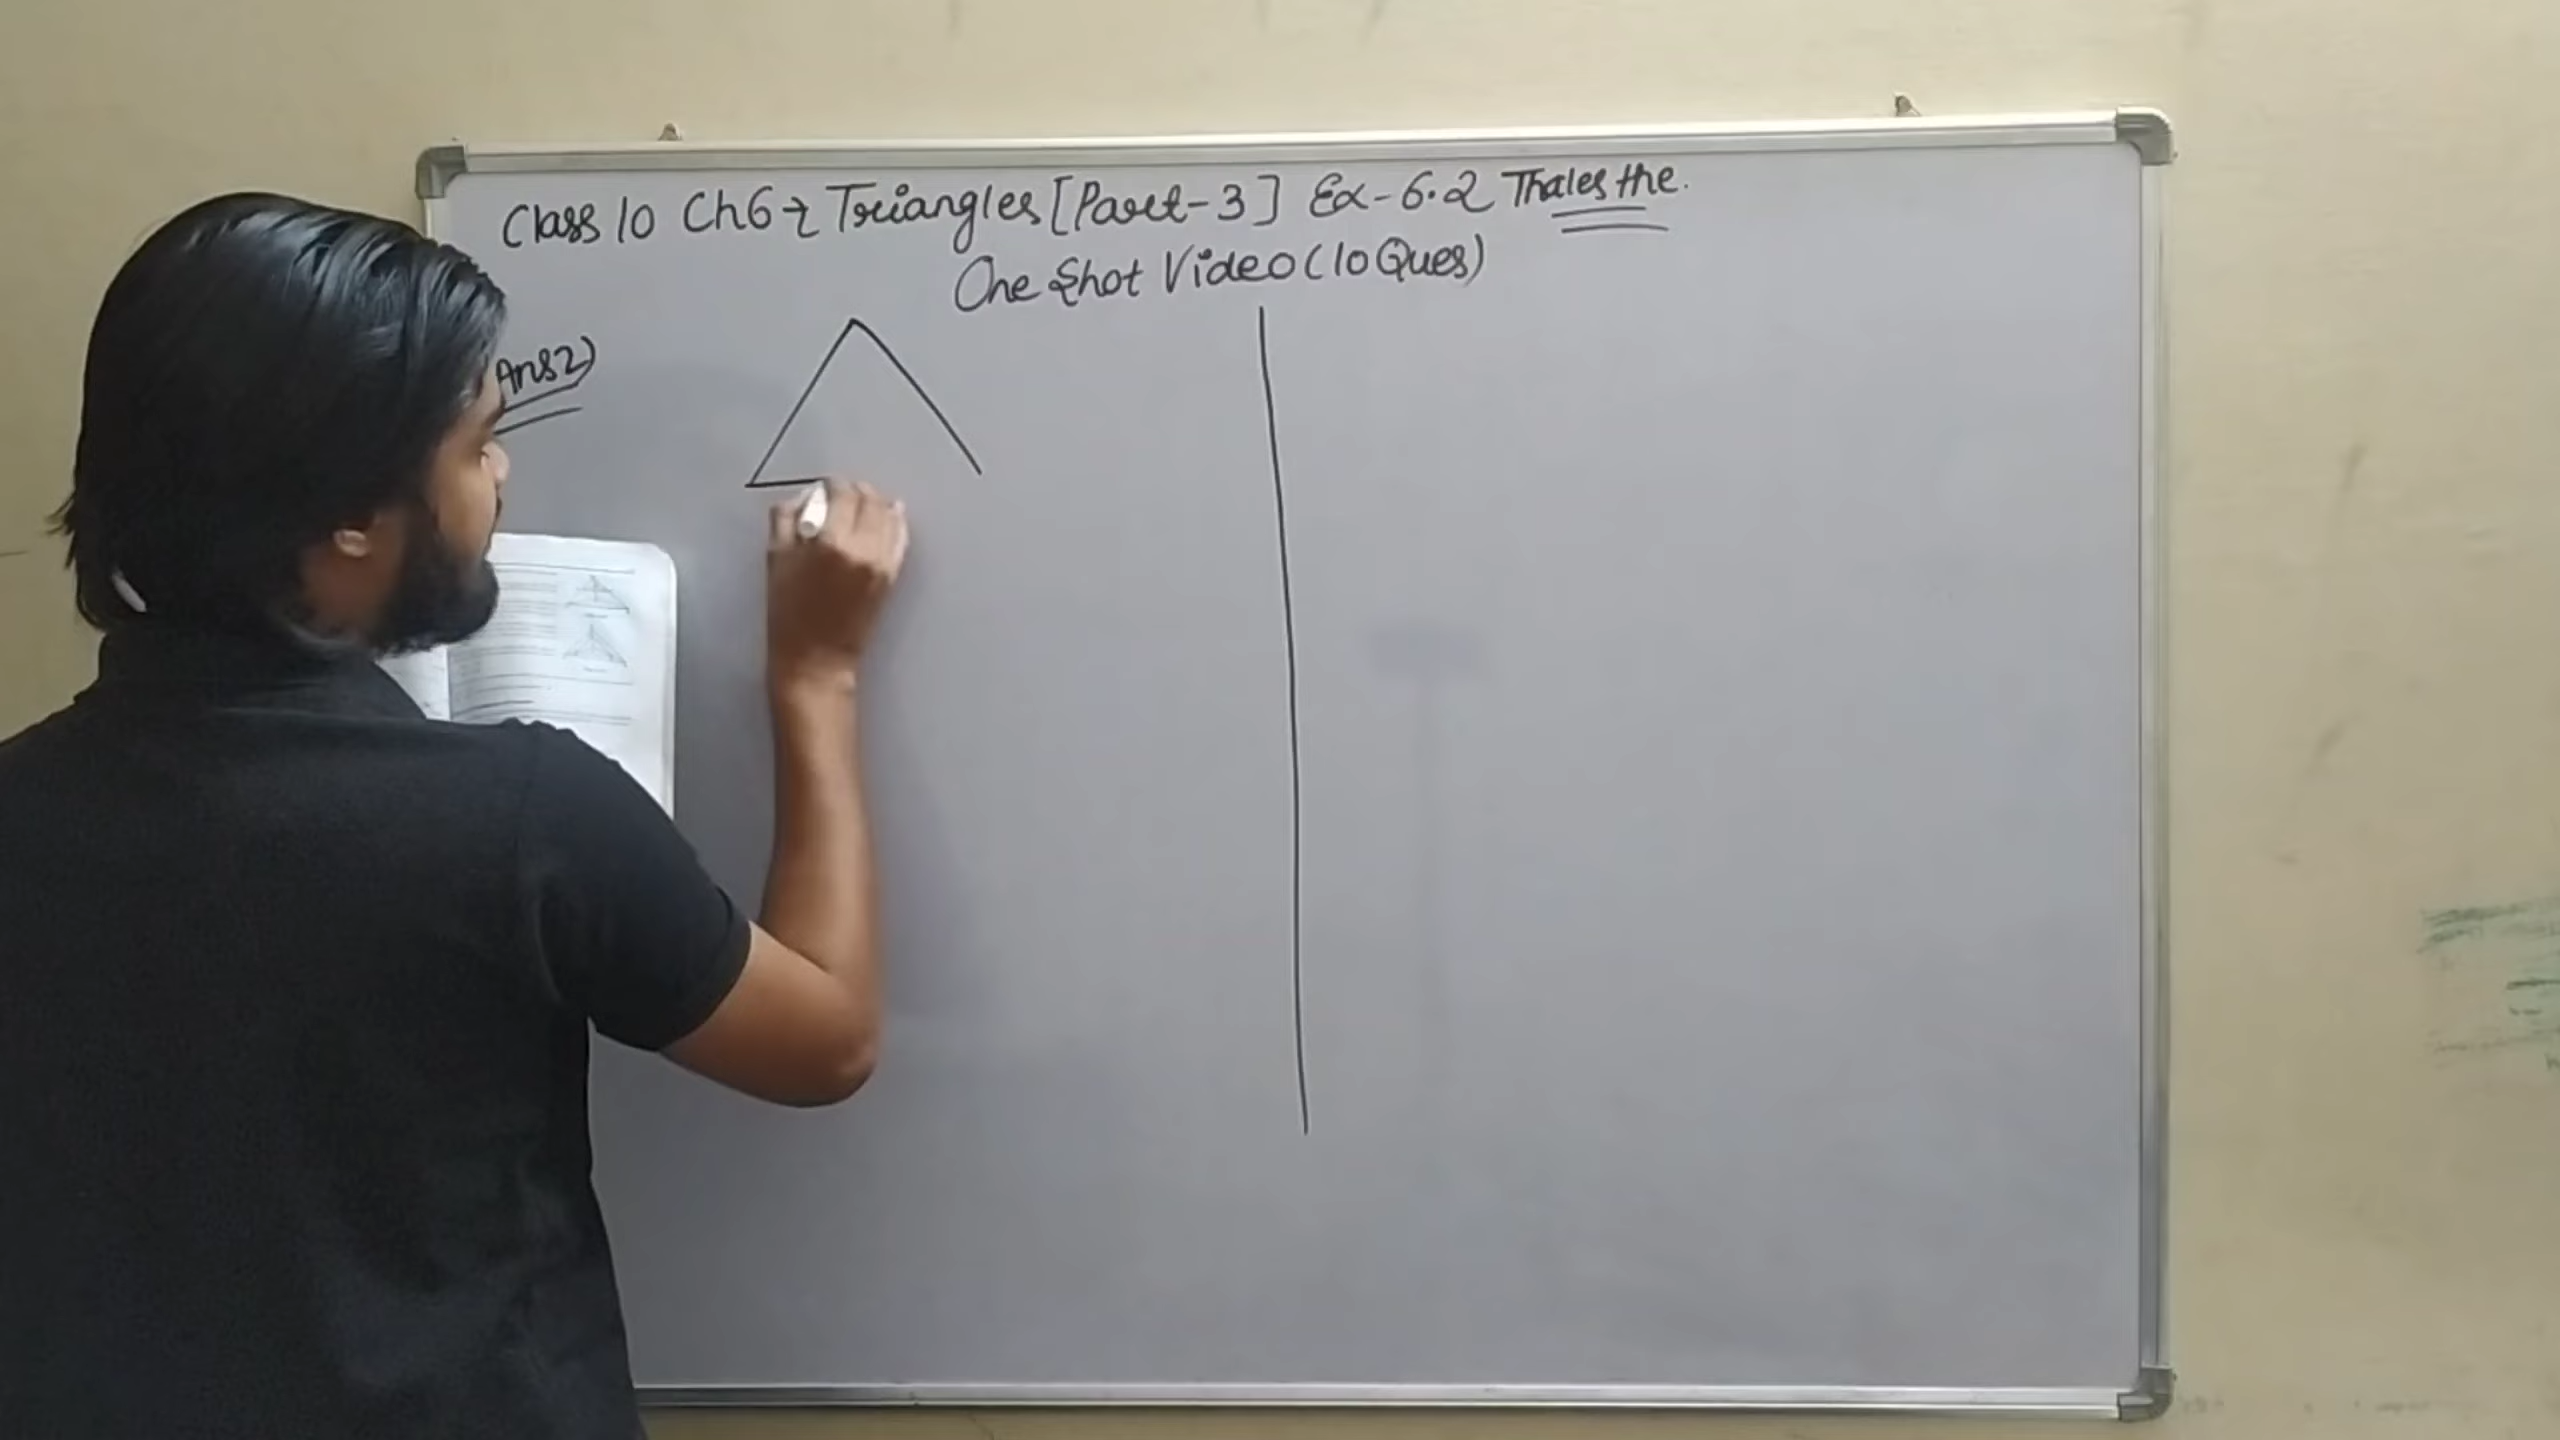 Class 10 Ch6→ Triangles [Part-3] Ex-6.2 Thales the.
One Shot Video (10 Ques)
Ans2)